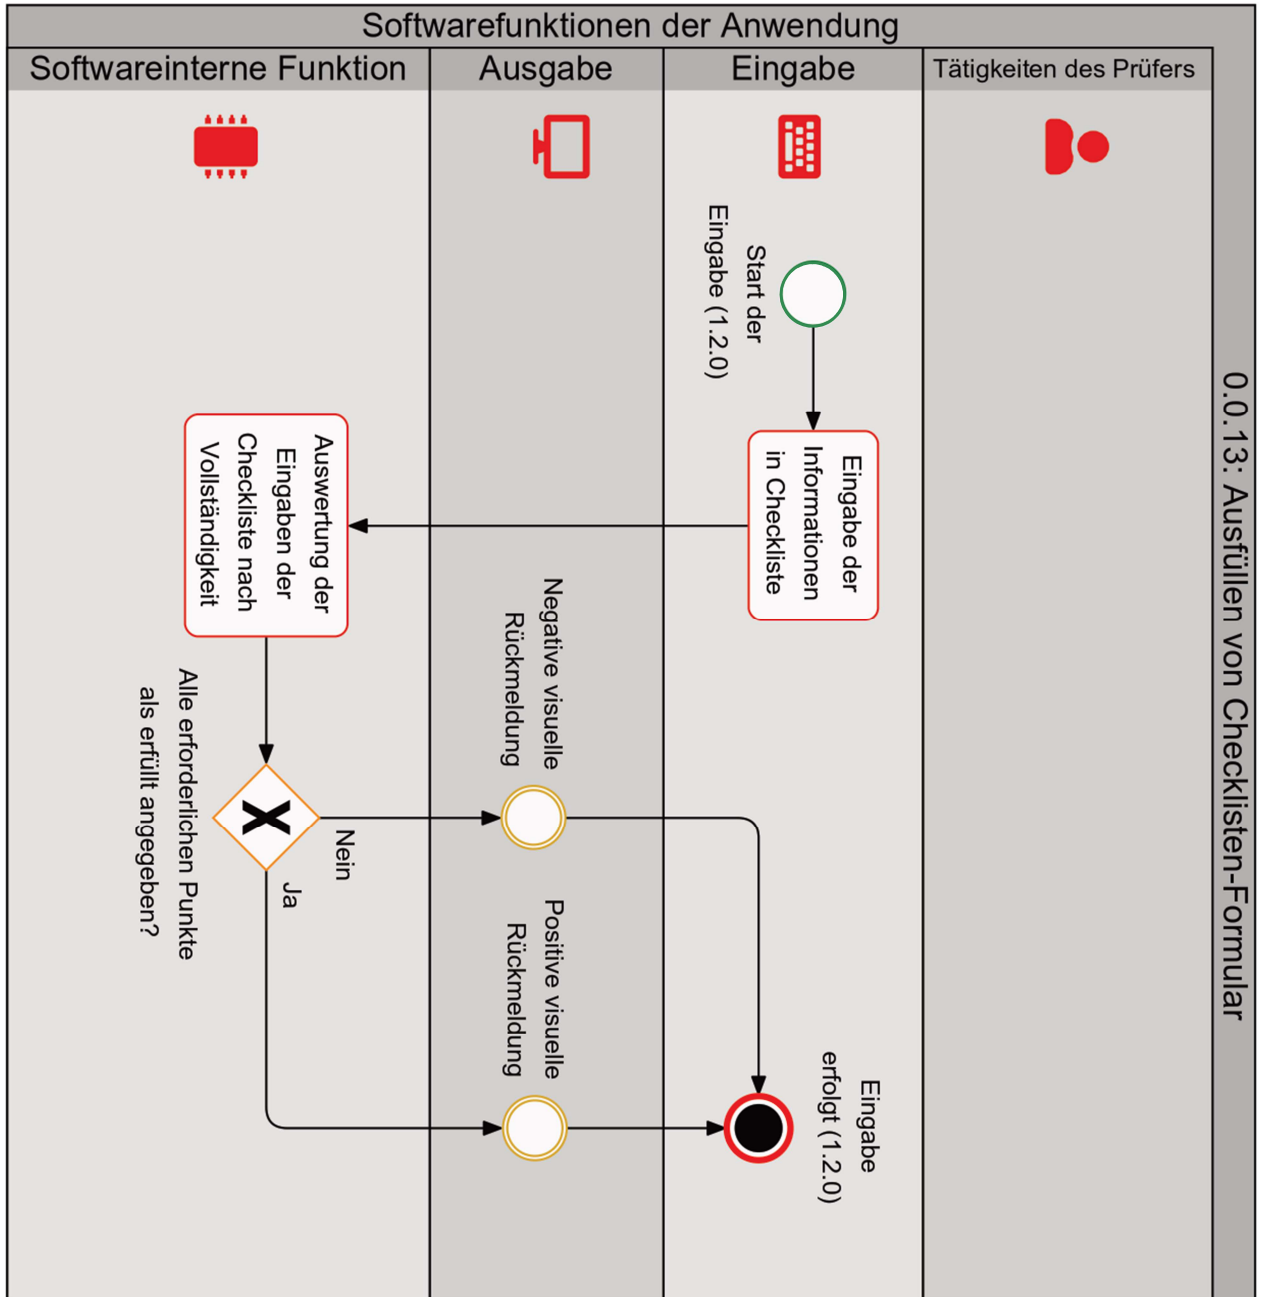 Softwarefunktionen der Anwendung
Softwareinterne Funktion
Ausgabe
Eingabe
Tätigkeiten des Prüfers
0.0.13: Ausfüllen von Checklisten-Formular
Start der
Eingabe (1.2.0)
Eingabe der
Informationen
in Checkliste
Auswertung der
Eingaben der
Checkliste nach
Vollständigkeit
Alle erforderlichen Punkte
als erfüllt angegeben?
Nein
Ja
Negative visuelle
Rückmeldung
Positive visuelle
Rückmeldung
Eingabe
erfolgt (1.2.0)